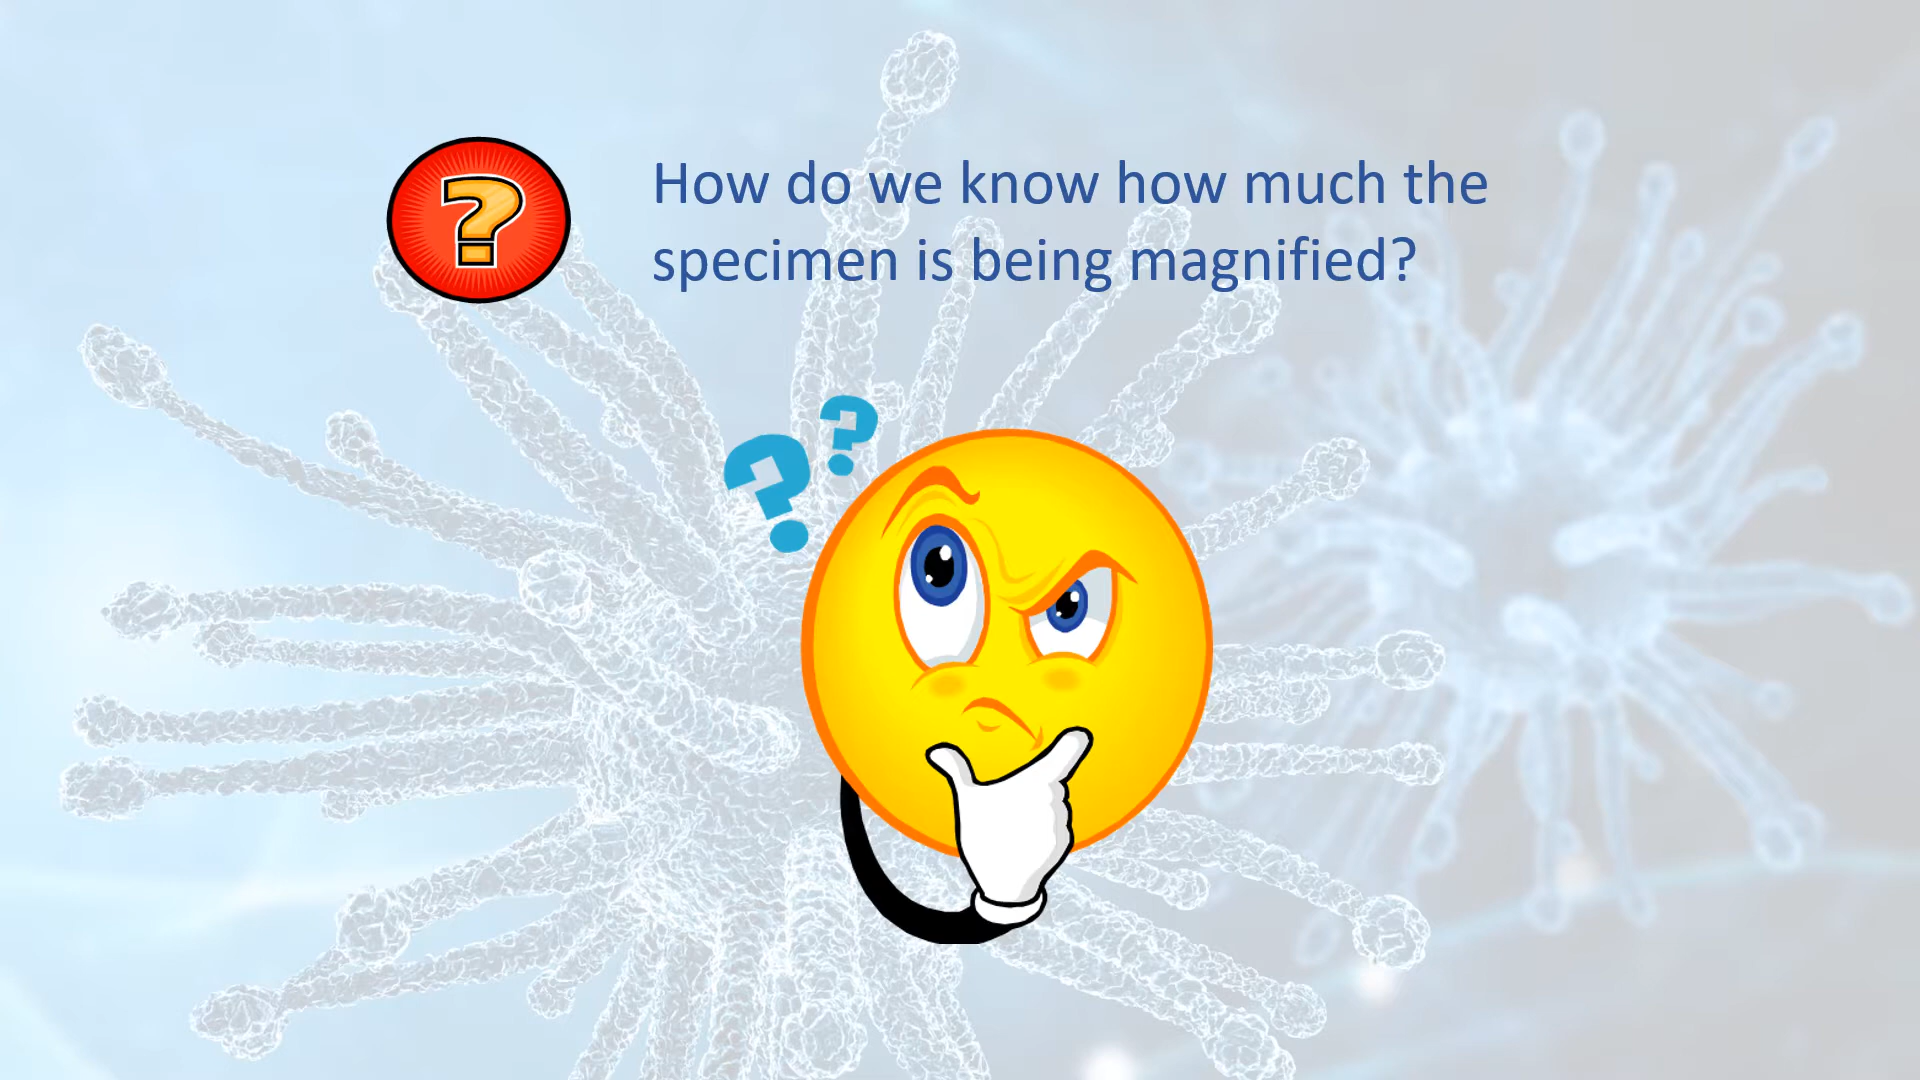 ?
How do we know how much the
specimen is being magnified?
? ?